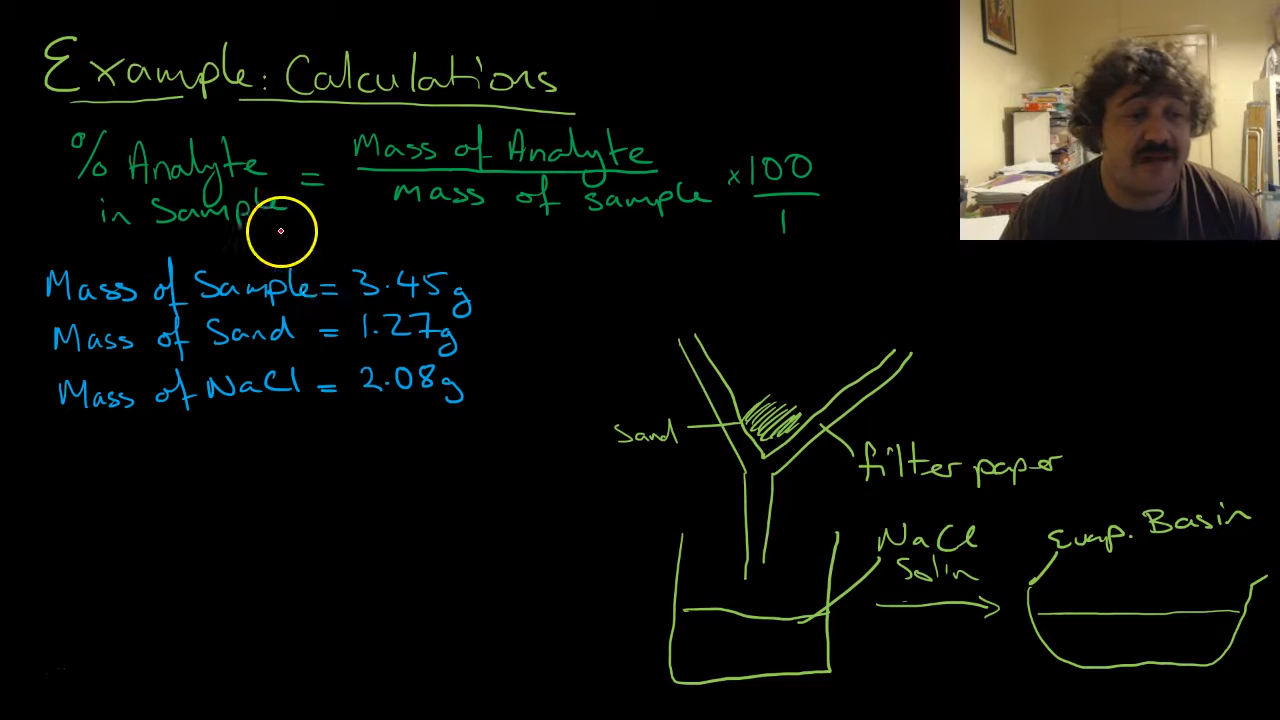 Example: Calculations
% Analyte in Sample = Mass of Analyte / Mass of sample × 100 / 1
Mass of Sample = 3.45g
Mass of Sand = 1.27g
Mass of NaCl = 2.08g
sand
filter paper
NaCl
Sol'n
Evap. Basin